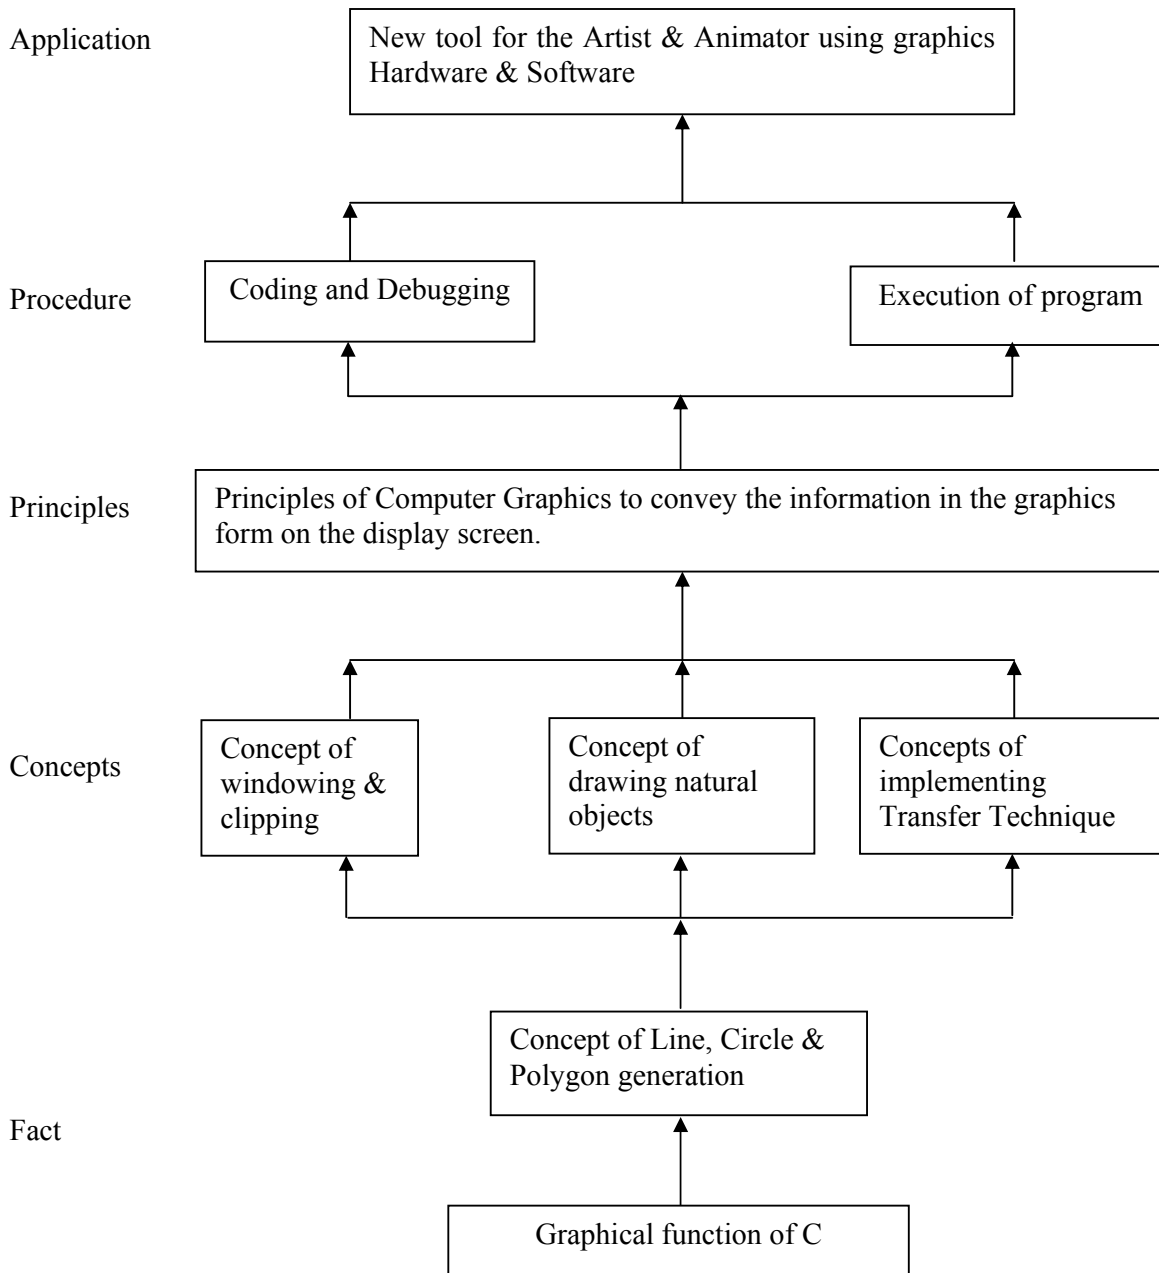 Application
New tool for the Artist & Animator using graphics
Hardware & Software
Procedure
Coding and Debugging
Execution of program
Principles
Principles of Computer Graphics to convey the information in the graphics
form on the display screen.
Concepts
Concept of
windowing &
clipping
Concept of
drawing natural
objects
Concepts of
implementing
Transfer Technique
Concept of Line, Circle &
Polygon generation
Fact
Graphical function of C